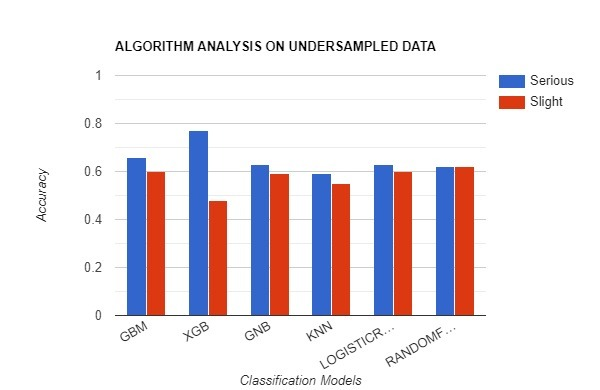 ALGORITHM ANALYSIS ON UNDERSAMPLED DATA
1
0.8
0.6
0.4
0.2
0
Accuracy
Serious
Slight
GBM
XGB
GNB
KNN
LOGISTICR...
RANDOMF...
Classification Models